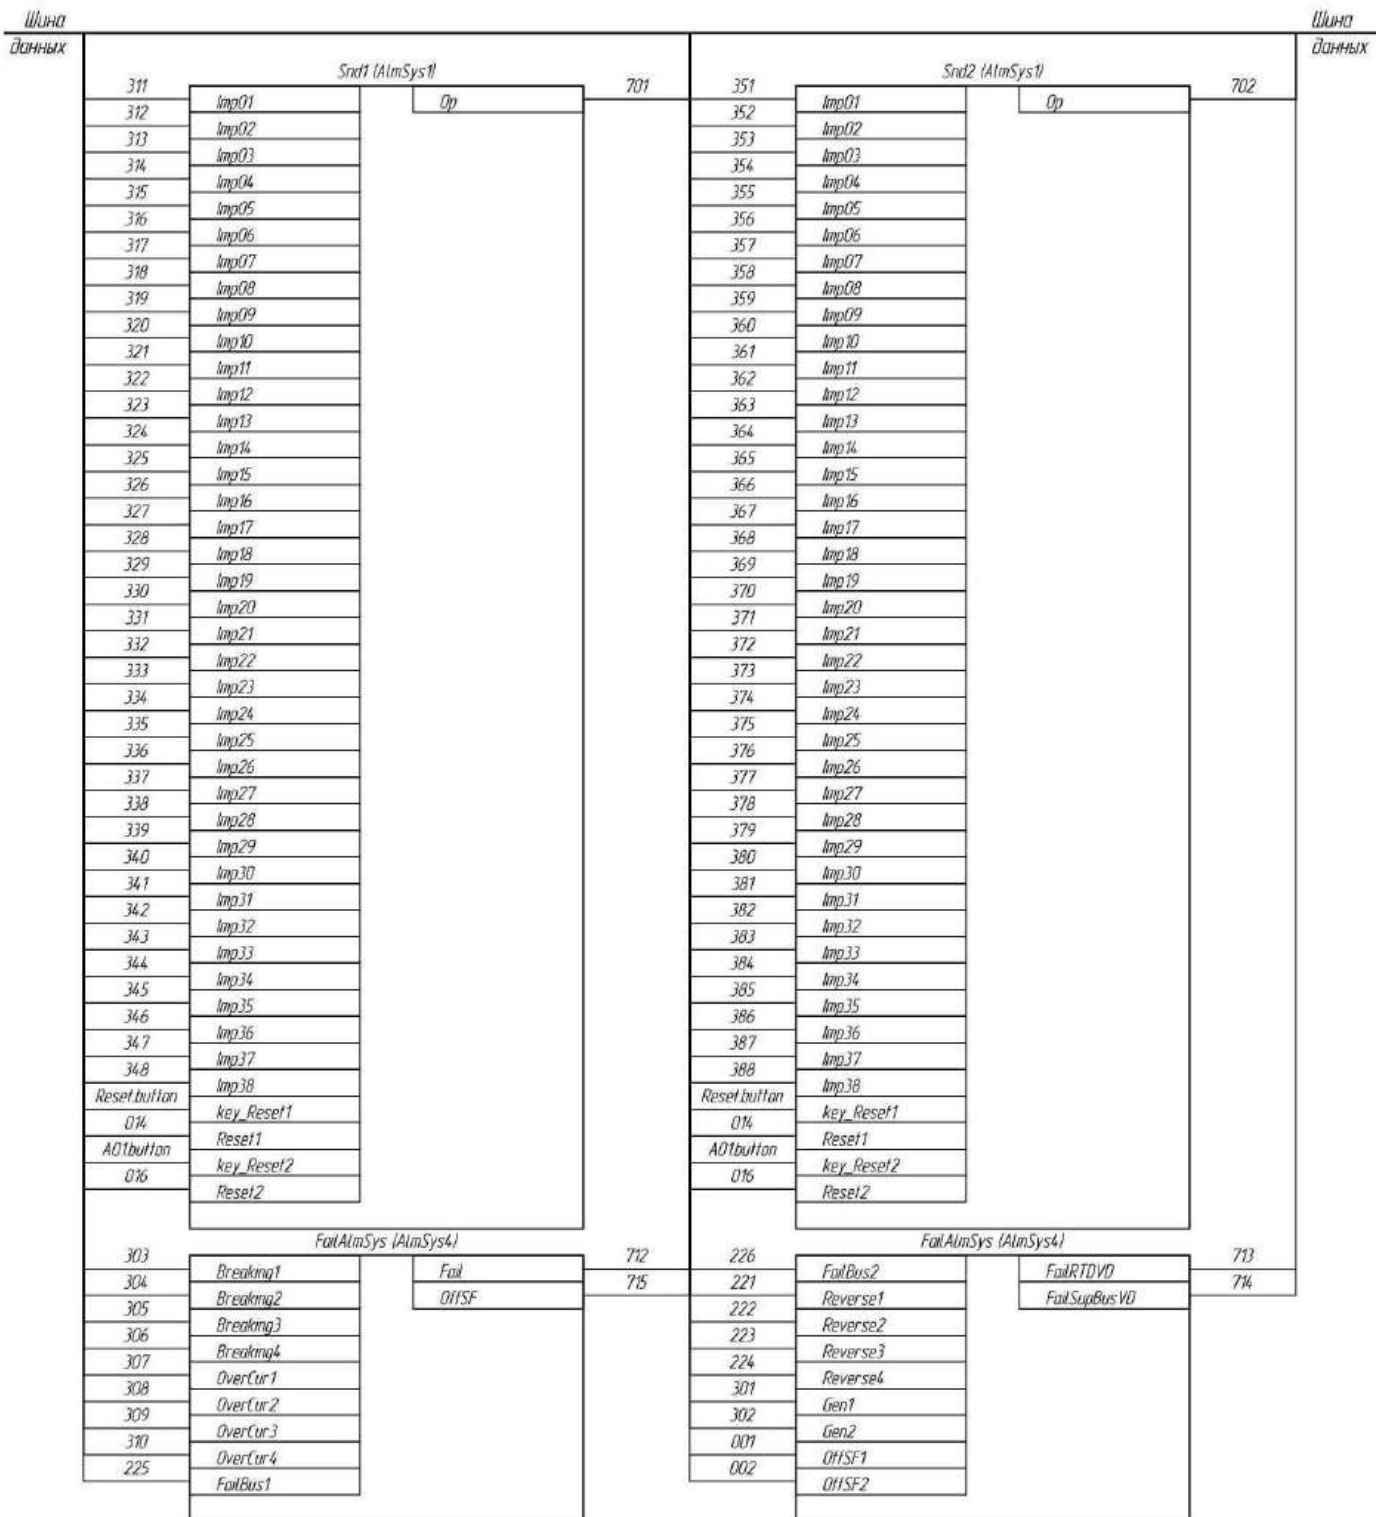 Шина
данных
Шина
данных
Snd1 (AlmSys1)
311 Imp01 Op 701
312 Imp02
313 Imp03
314 Imp04
315 Imp05
316 Imp06
317 Imp07
318 Imp08
319 Imp09
320 Imp10
321 Imp11
322 Imp12
323 Imp13
324 Imp14
325 Imp15
326 Imp16
327 Imp17
328 Imp18
329 Imp19
330 Imp20
331 Imp21
332 Imp22
333 Imp23
334 Imp24
335 Imp25
336 Imp26
337 Imp27
338 Imp28
339 Imp29
340 Imp30
341 Imp31
342 Imp32
343 Imp33
344 Imp34
345 Imp35
346 Imp36
347 Imp37
348 Imp38
Reset.button key_Reset1
014 Reset1
A01.button key_Reset2
016 Reset2
FailAlmSys (AlmSys4)
303 Breaking1 Fail 712
304 Breaking2 OffSF 715
305 Breaking3
306 Breaking4
307 OverCur1
308 OverCur2
309 OverCur3
310 OverCur4
225 FailBus1
Snd2 (AlmSys1)
351 Imp01 Op 702
352 Imp02
353 Imp03
354 Imp04
355 Imp05
356 Imp06
357 Imp07
358 Imp08
359 Imp09
360 Imp10
361 Imp11
362 Imp12
363 Imp13
364 Imp14
365 Imp15
366 Imp16
367 Imp17
368 Imp18
369 Imp19
370 Imp20
371 Imp21
372 Imp22
373 Imp23
374 Imp24
375 Imp25
376 Imp26
377 Imp27
378 Imp28
379 Imp29
380 Imp30
381 Imp31
382 Imp32
383 Imp33
384 Imp34
385 Imp35
386 Imp36
387 Imp37
388 Imp38
Reset.button key_Reset1
014 Reset1
A01.button key_Reset2
016 Reset2
FailAlmSys (AlmSys4)
226 FailBus2 FailRTDVD 713
221 Reverse1 FailSupBusVD 714
222 Reverse2
223 Reverse3
224 Reverse4
301 Gen1
302 Gen2
001 OffSF1
002 OffSF2